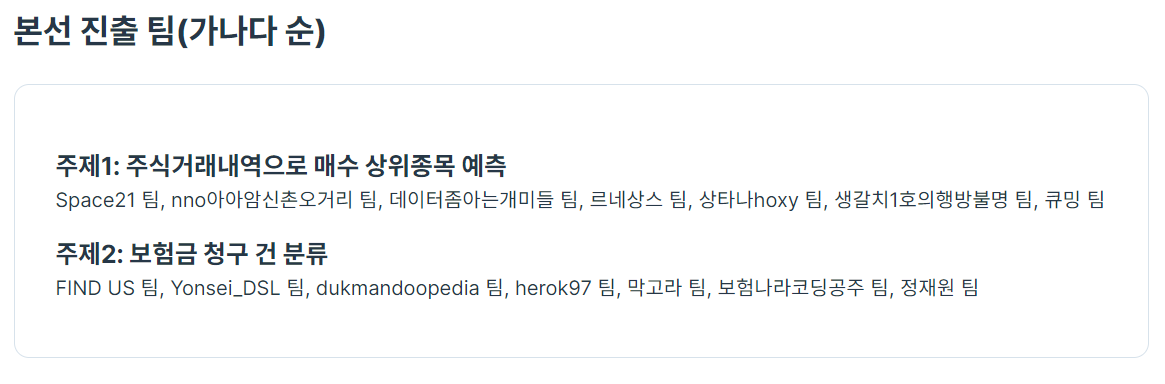 본선 진출 팀(가나다 순)
주제1: 주식거래내역으로 매수 상위종목 예측
Space21 팀, nno아아암신촌오거리 팀, 데이터좀아는개미들 팀, 르네상스 팀, 상타나hoxy 팀, 생갈치1호의행방불명 팀, 큐밍 팀
주제2: 보험금 청구 건 분류
FIND US 팀, Yonsei_DSL 팀, dukmandoopedia 팀, herok97 팀, 막고라 팀, 보험나라코딩공주 팀, 정재원 팀